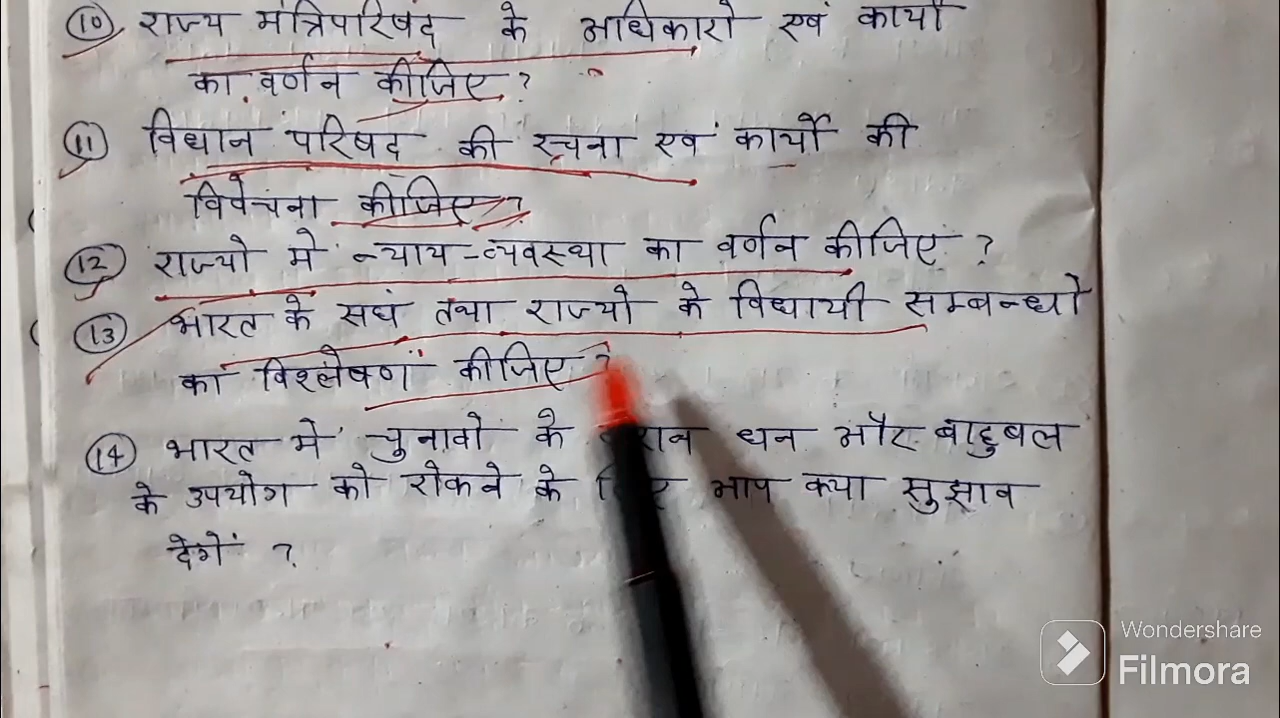 (10) राज्य मंत्रिपरिषद के अधिकारो एवं कार्यो
का वर्णन कीजिए ?
(11) विधान परिषद की रचना एवं कार्यो की
विवेचना कीजिए ?
(12) राज्यो मे न्याय-व्यवस्था का वर्णन कीजिए ?
(13) भारत के सघं तथा राज्यो के विधायी सम्बन्धो
का विश्लेषण कीजिए ?
(14) भारत मे चुनावो के धन और बाहुबल
के उपयोग को रोकने के आप क्या सुझाव
देगें ?
Wondershare
Filmora